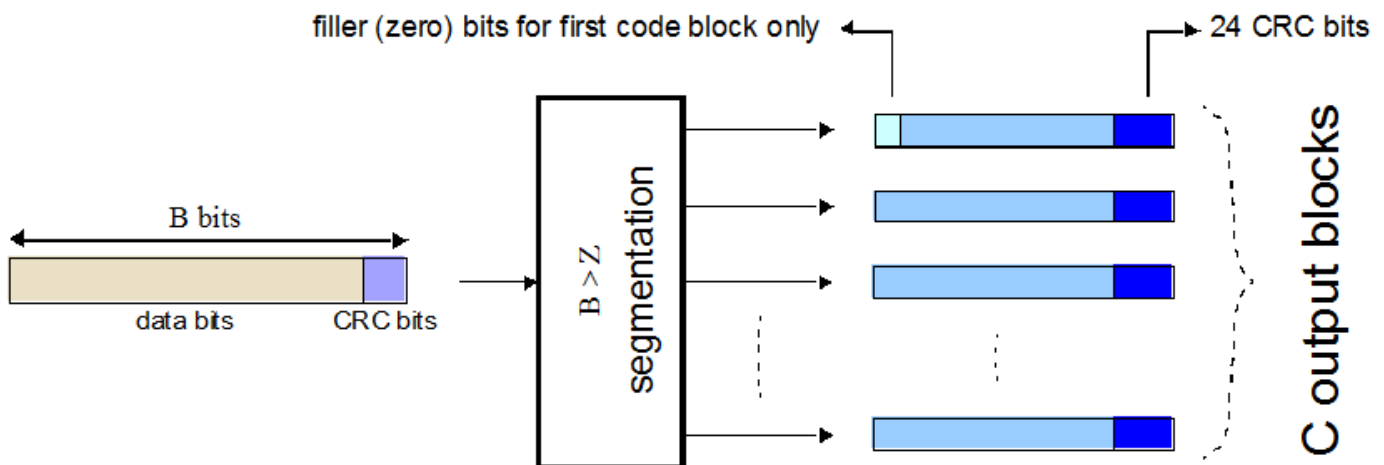 filler (zero) bits for first code block only
24 CRC bits
B bits
data bits
CRC bits
B > Z
segmentation
C output blocks